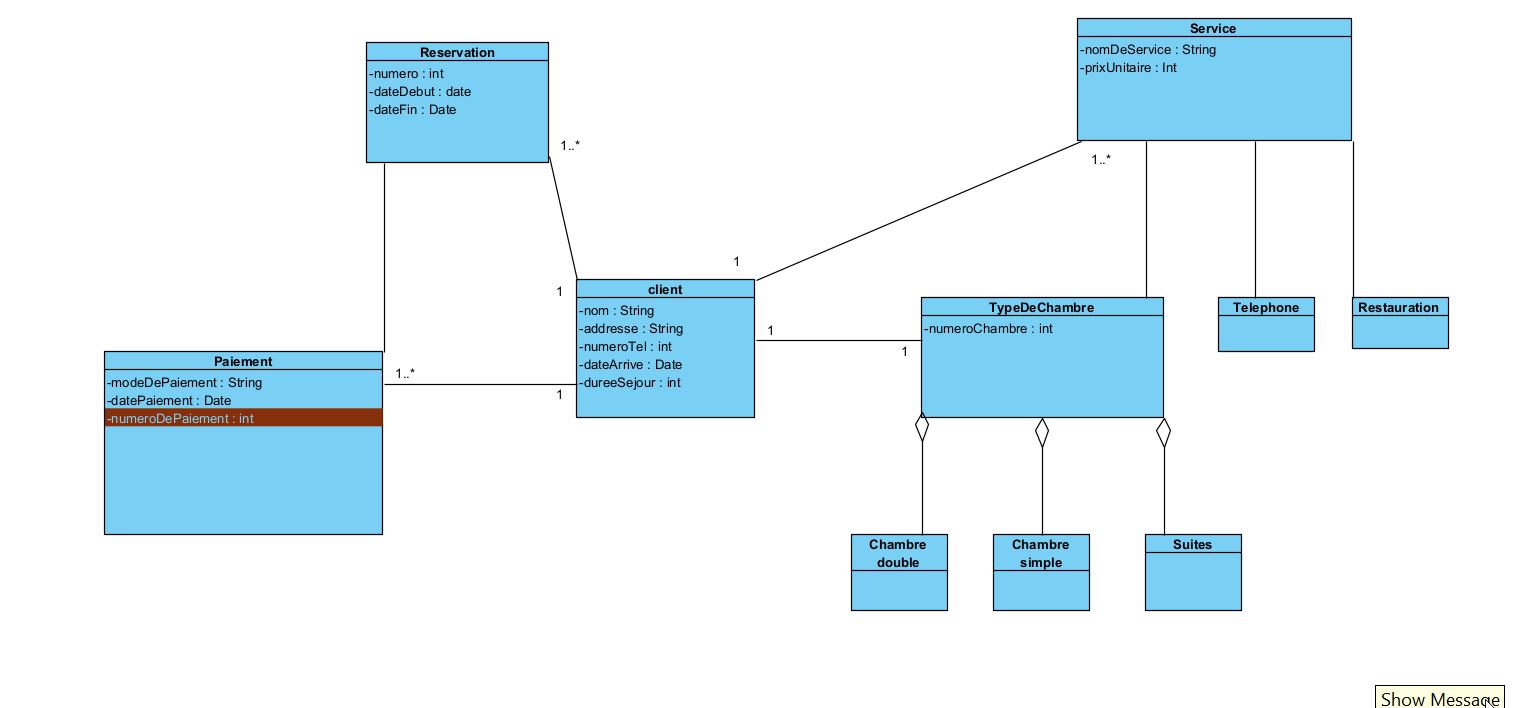 Reservation
-numero : int
-dateDebut : date
-dateFin : Date
1..*
Service
-nomDeService : String
-prixUnitaire : Int
1..*
1
1
client
-nom : String
-addresse : String
-numeroTel : int
-dateArrive : Date
-dureeSejour : int
1
1
TypeDeChambre
-numeroChambre : int
Telephone
Restauration
Paiement
-modeDePaiement : String
-datePaiement : Date
-numeroDePaiement : int
1..*
1
Chambre
double
Chambre
simple
Suites
Show Message